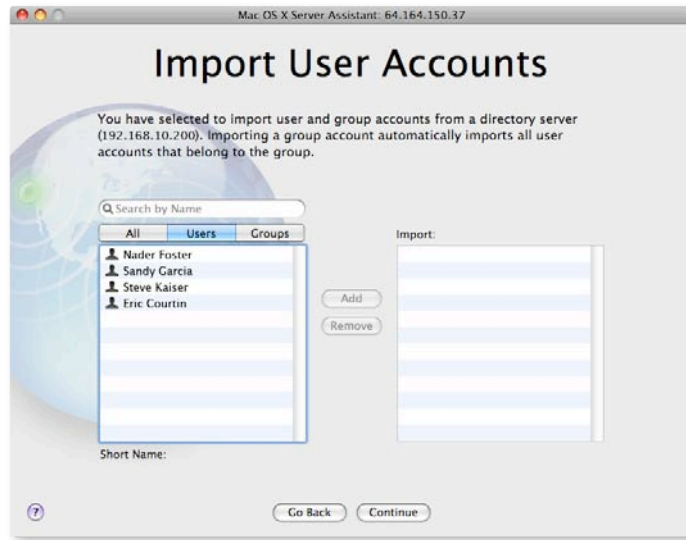 Mac OS X Server Assistant: 64.164.150.37
Import User Accounts
You have selected to import user and group accounts from a directory server
(192.168.10.200). Importing a group account automatically imports all user
accounts that belong to the group.
Search by Name
All Users Groups
Import:
Nader Foster
Sandy Garcia
Steve Kaiser
Eric Courtin
Add
Remove
Short Name:
?
Go Back Continue